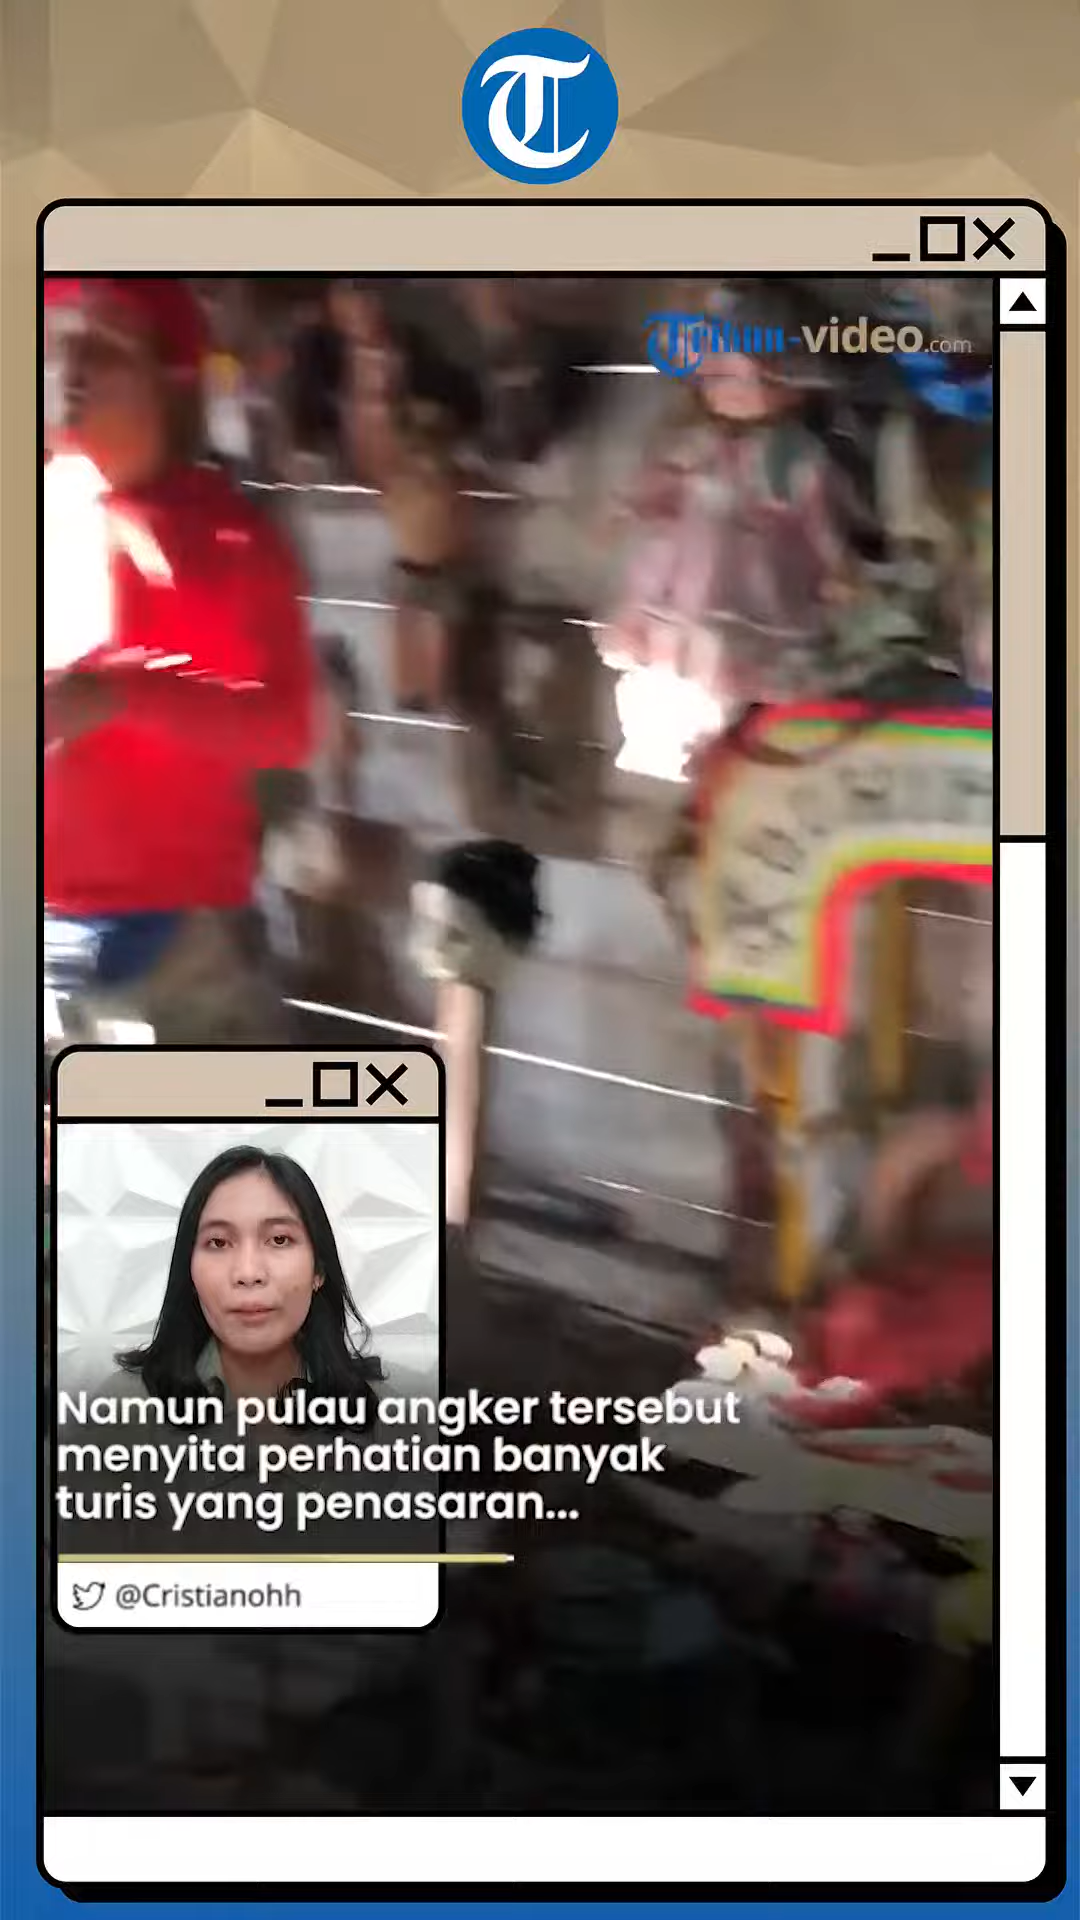 T
Tribun-video.com
Namun pulau angker tersebut
menyita perhatian banyak
turis yang penasaran...
@Cristianohh